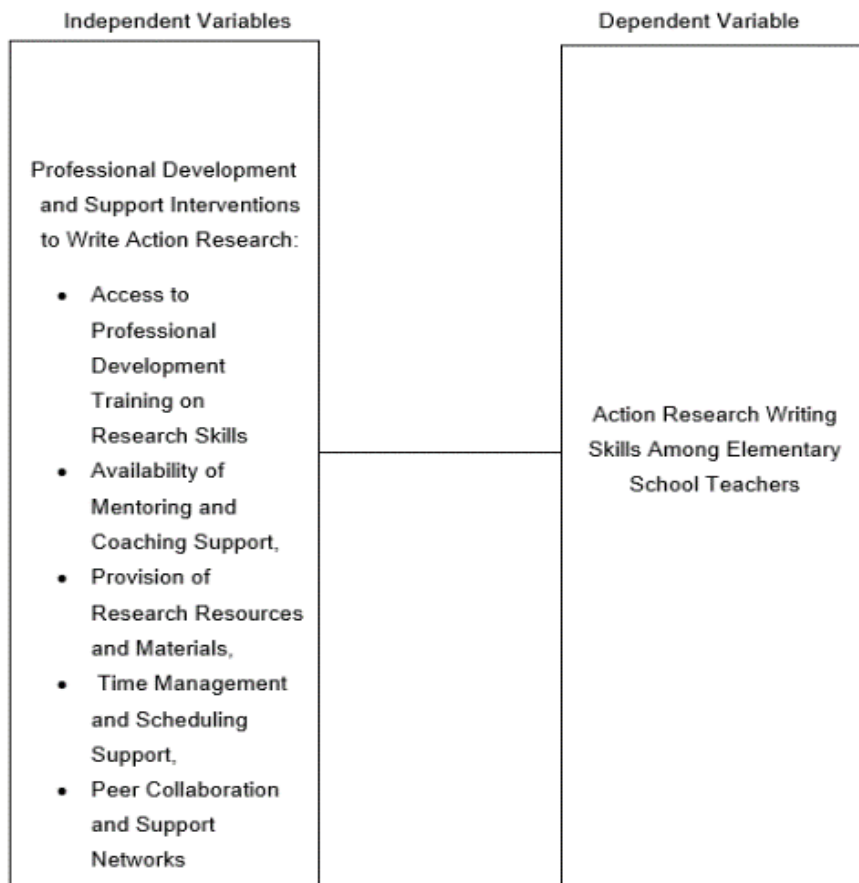 Independent Variables
Professional Development
and Support Interventions
to Write Action Research:
• Access to
Professional
Development
Training on
Research Skills
• Availability of
Mentoring and
Coaching Support,
• Provision of
Research Resources
and Materials,
• Time Management
and Scheduling
Support,
• Peer Collaboration
and Support
Networks
Dependent Variable
Action Research Writing
Skills Among Elementary
School Teachers